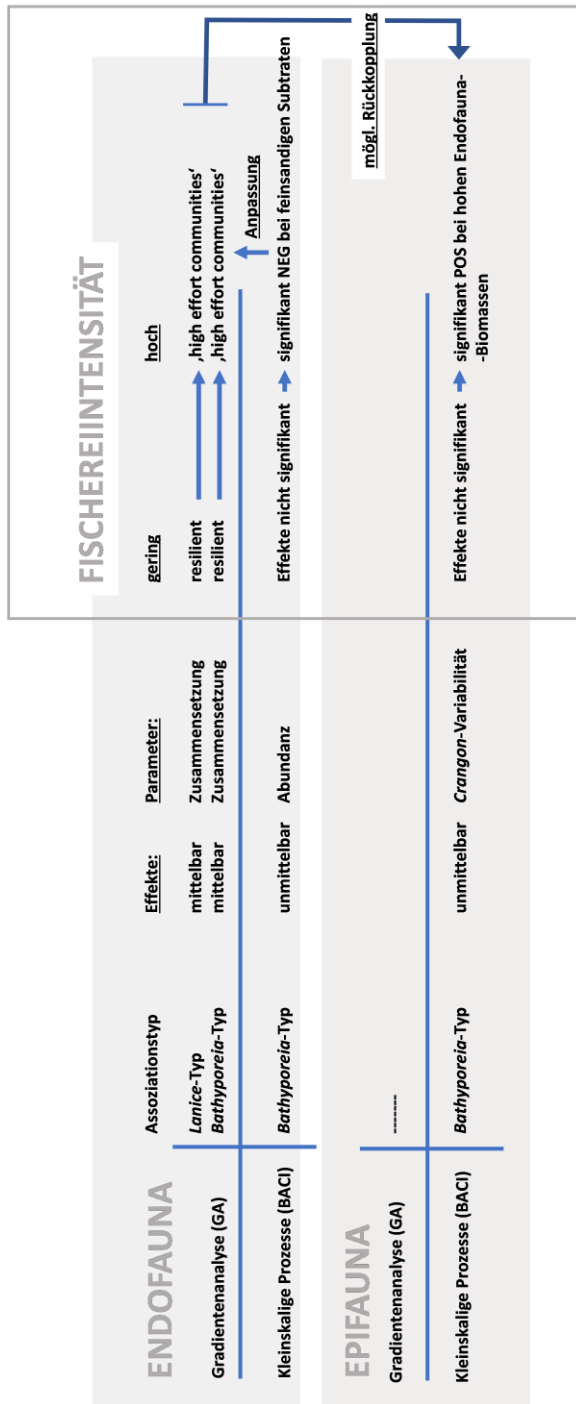 FISCHEREIINTENSITÄT
ENDOFAUNA
Assoziationstyp Effekte: Parameter: gering hoch
Gradientenanalyse (GA)
Lanice-Typ mittelbar Zusammensetzung resilient ‚high effort communities‘
Bathyporeia-Typ mittelbar Zusammensetzung resilient ‚high effort communities‘
Anpassung
Kleinskalige Prozesse (BACI) Bathyporeia-Typ unmittelbar Abundanz Effekte nicht signifikant signifikant NEG bei feinsandigen Subtraten
mögl. Rückkopplung
EPIFAUNA
Gradientenanalyse (GA) -------
Kleinskalige Prozesse (BACI) Bathyporeia-Typ unmittelbar Crangon-Variabilität Effekte nicht signifikant signifikant POS bei hohen Endofauna-
-Biomassen